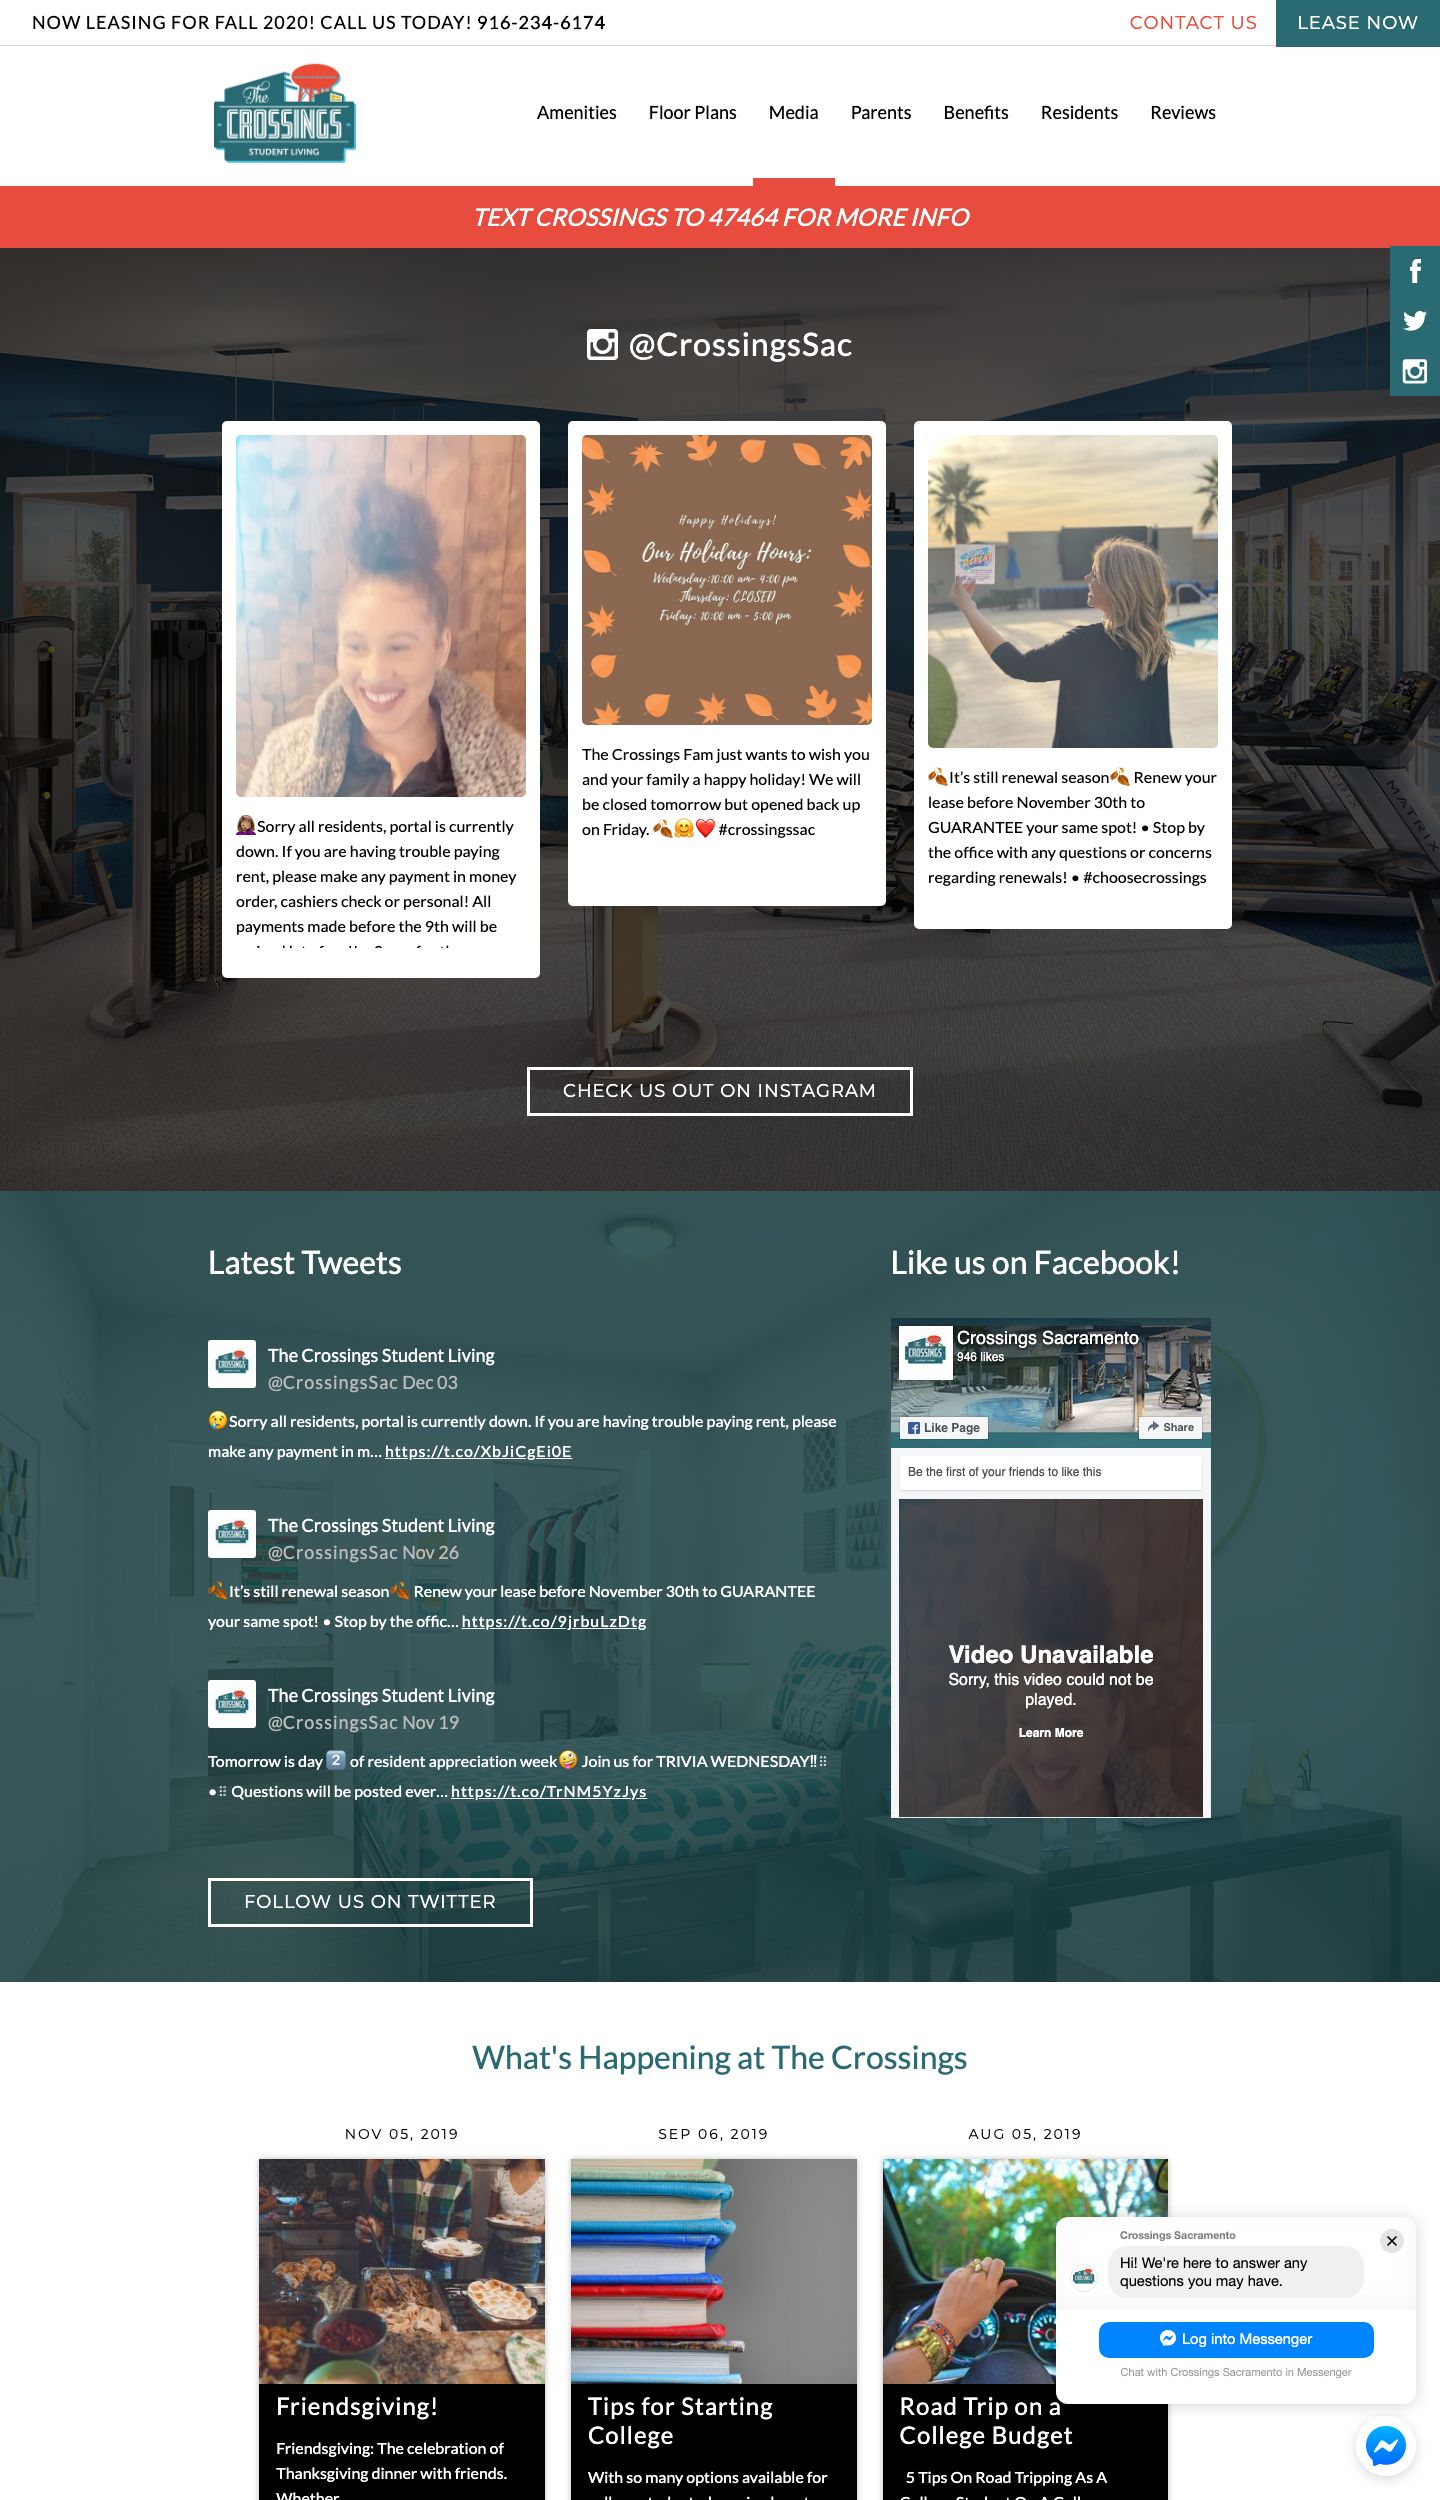 NOW LEASING FOR FALL 2020! CALL US TODAY! 916-234-6174
CONTACT US
LEASE NOW
The
CROSSINGS
STUDENT LIVING
Amenities
Floor Plans
Media
Parents
Benefits
Residents
Reviews
TEXT CROSSINGS TO 47464 FOR MORE INFO
@CrossingsSac
🤦🏽‍♀️Sorry all residents, portal is currently
down. If you are having trouble paying
rent, please make any payment in money
order, cashiers check or personal! All
payments made before the 9th will be
Happy Holidays!
Our Holiday Hours:
Wednesday:10:00 am- 4:00 pm
Thursday: CLOSED
Friday: 10:00 am - 5:00 pm
The Crossings Fam just wants to wish you
and your family a happy holiday! We will
be closed tomorrow but opened back up
on Friday. 🍂🤗❤️ #crossingssac
REPEAT
🍂It’s still renewal season🍂 Renew your
lease before November 30th to
GUARANTEE your same spot! • Stop by
the office with any questions or concerns
regarding renewals! • #choosecrossings
MATRIX
CHECK US OUT ON INSTAGRAM
Latest Tweets
CROSSINGS
The Crossings Student Living
@CrossingsSac Dec 03
😢Sorry all residents, portal is currently down. If you are having trouble paying rent, please
make any payment in m… https://t.co/XbJiCgEi0E
CROSSINGS
The Crossings Student Living
@CrossingsSac Nov 26
🍂It’s still renewal season🍂 Renew your lease before November 30th to GUARANTEE
your same spot! • Stop by the offic… https://t.co/9jrbuLzDtg
CROSSINGS
The Crossings Student Living
@CrossingsSac Nov 19
Tomorrow is day 2️⃣ of resident appreciation week🤪 Join us for TRIVIA WEDNESDAY‼️⠇
•⠇ Questions will be posted ever… https://t.co/TrNM5YzJys
FOLLOW US ON TWITTER
Like us on Facebook!
CROSSINGS
Crossings Sacramento
946 likes
Like Page
Share
Be the first of your friends to like this
Video Unavailable
Sorry, this video could not be
played.
Learn More
What's Happening at The Crossings
NOV 05, 2019
Friendsgiving!
Friendsgiving: The celebration of
Thanksgiving dinner with friends.
Whether
SEP 06, 2019
Tips for Starting
College
With so many options available for
AUG 05, 2019
Road Trip on a
College Budget
5 Tips On Road Tripping As A
Crossings Sacramento
CROSSINGS
Hi! We're here to answer any
questions you may have.
Log into Messenger
Chat with Crossings Sacramento in Messenger